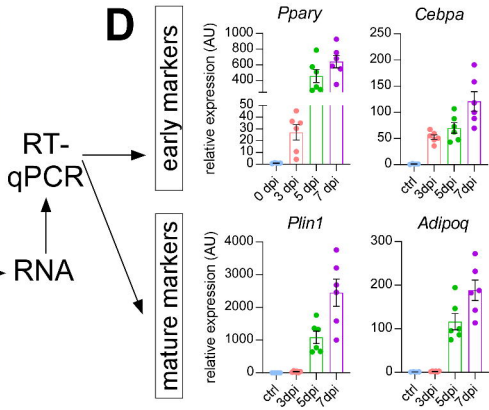 D
RT-
qPCR
RNA
early markers
mature markers
Pparγ
relative expression (AU)
1000
800
600
400
50
40
30
20
10
0
0 dpi
3 dpi
5 dpi
7 dpi
Cebpa
250
200
150
100
50
0
ctrl
3dpi
5dpi
7dpi
Plin1
relative expression (AU)
4000
3000
2000
1000
0
ctrl
3dpi
5dpi
7dpi
Adipoq
300
200
100
0
ctrl
3dpi
5dpi
7dpi